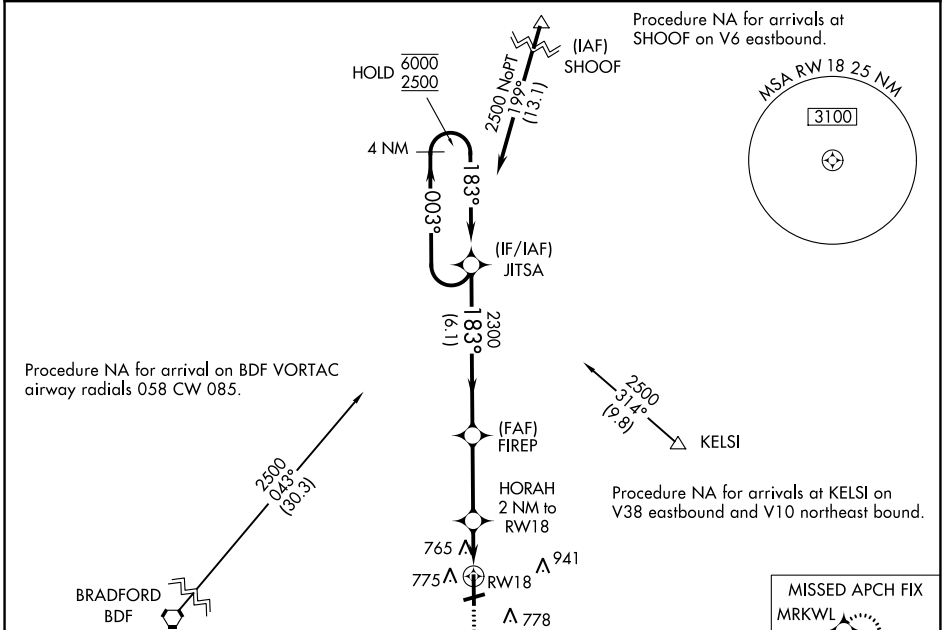 Procedure NA for arrivals at
SHOOF on V6 eastbound.
(IAF)
SHOOF
HOLD 6000
2500
2500 NoPT
199°
(13.1)
MSA RW 18 25 NM
3100
4 NM
183°
003°
(IF/IAF)
JITSA
2300
183°
(6.1)
Procedure NA for arrival on BDF VORTAC
airway radials 058 CW 085.
2500
314°
(9.8)
KELSI
(FAF)
FIREP
2500
043°
(30.3)
HORAH
2 NM to
RW18
Procedure NA for arrivals at KELSI on
V38 eastbound and V10 northeast bound.
765
941
775
RW18
778
BRADFORD
BDF
MISSED APCH FIX
MRKWL